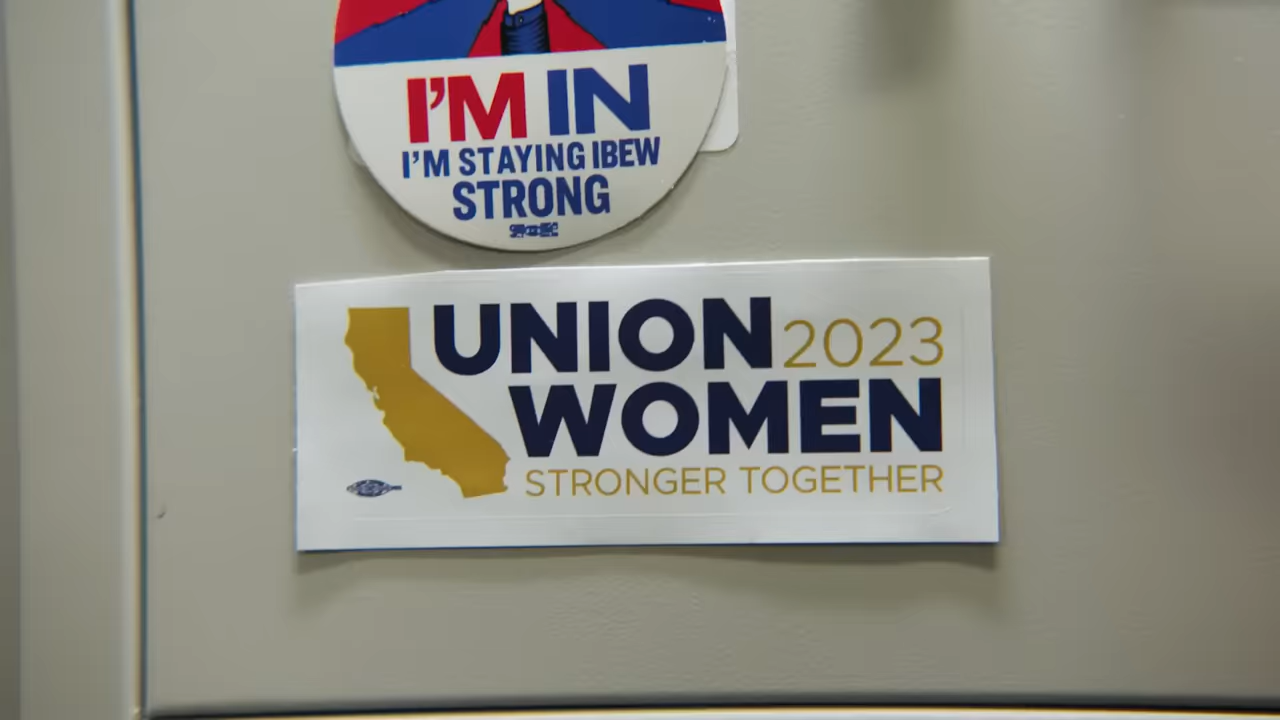 I'M IN
I'M STAYING IBEW
STRONG
UNION 2023
WOMEN
STRONGER TOGETHER